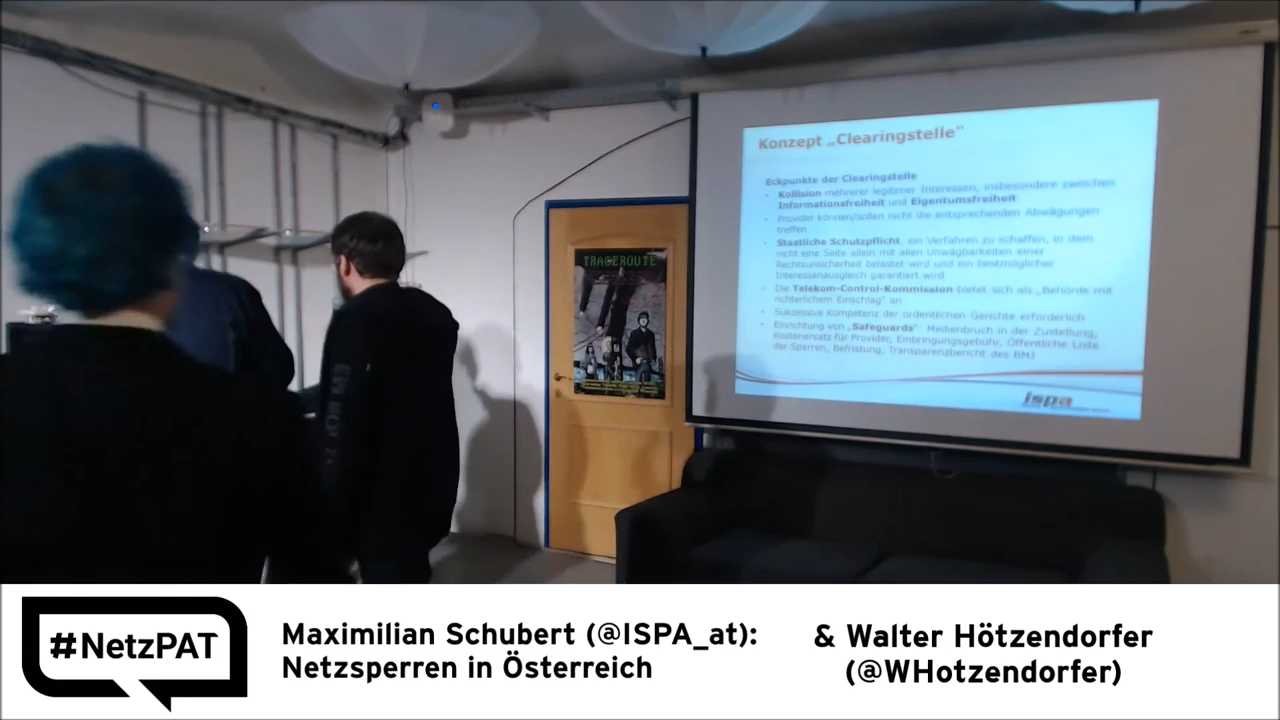 Konzept „Clearingstelle"
Eckpunkte der Clearingstelle
Kollision mehrerer legitimer Interessen, insbesondere zwischen
Informationsfreiheit und Eigentumsfreiheit
Provider können/sollen nicht die entsprechenden Abwägungen
treffen
Staatliche Schutzpflicht, ein Verfahren zu schaffen, in dem
nicht eine Seite allein mit allen Unwägbarkeiten einer
Rechtsunsicherheit belastet wird und ein bestmöglicher
Interessenausgleich garantiert wird
Die Telekom-Control-Kommission bietet sich als „Behörde mit
richterlichem Einschlag" an
Sukzessive Kompetenz der ordentlichen Gerichte erforderlich
Einrichtung von „Safeguards": Medienbruch in der Zustellung,
Kostenersatz für Provider, Einbringungsgebühr, Öffentliche Liste
der Sperren, Befristung, Transparenzbericht des BMJ
ispa
TRACEROUTE
#NetzPAT
Maximilian Schubert (@ISPA_at):
Netzsperren in Österreich
& Walter Hötzendorfer
(@WHotzendorfer)